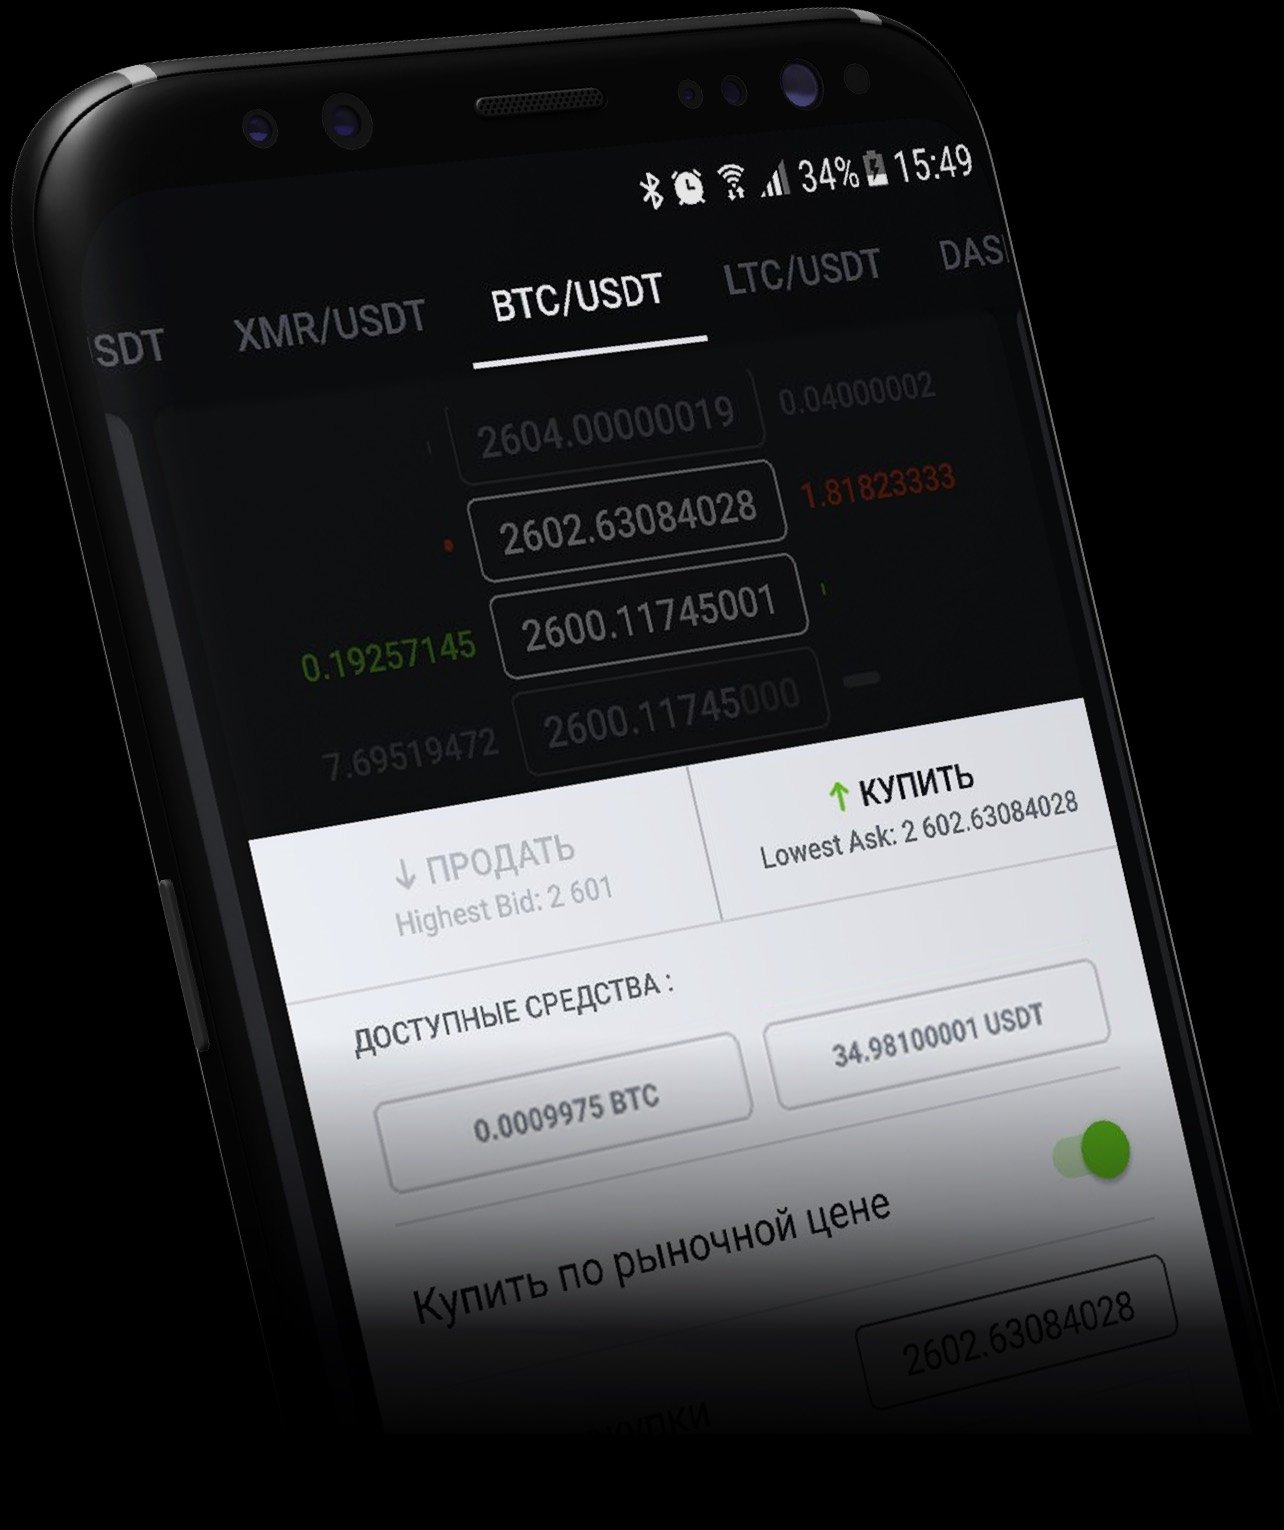 34% 15:49
SDT XMR/USDT BTC/USDT LTC/USDT DAS
2604.00000019 0.04000002
2602.63084028 1.81823333
0.19257145 2600.11745001
7.69519472 2600.11745000
↓ ПРОДАТЬ
Highest Bid: 2 601
↑ КУПИТЬ
Lowest Ask: 2 602.63084028
ДОСТУПНЫЕ СРЕДСТВА :
0.0009975 BTC
34.98100001 USDT
Купить по рыночной цене
2602.63084028